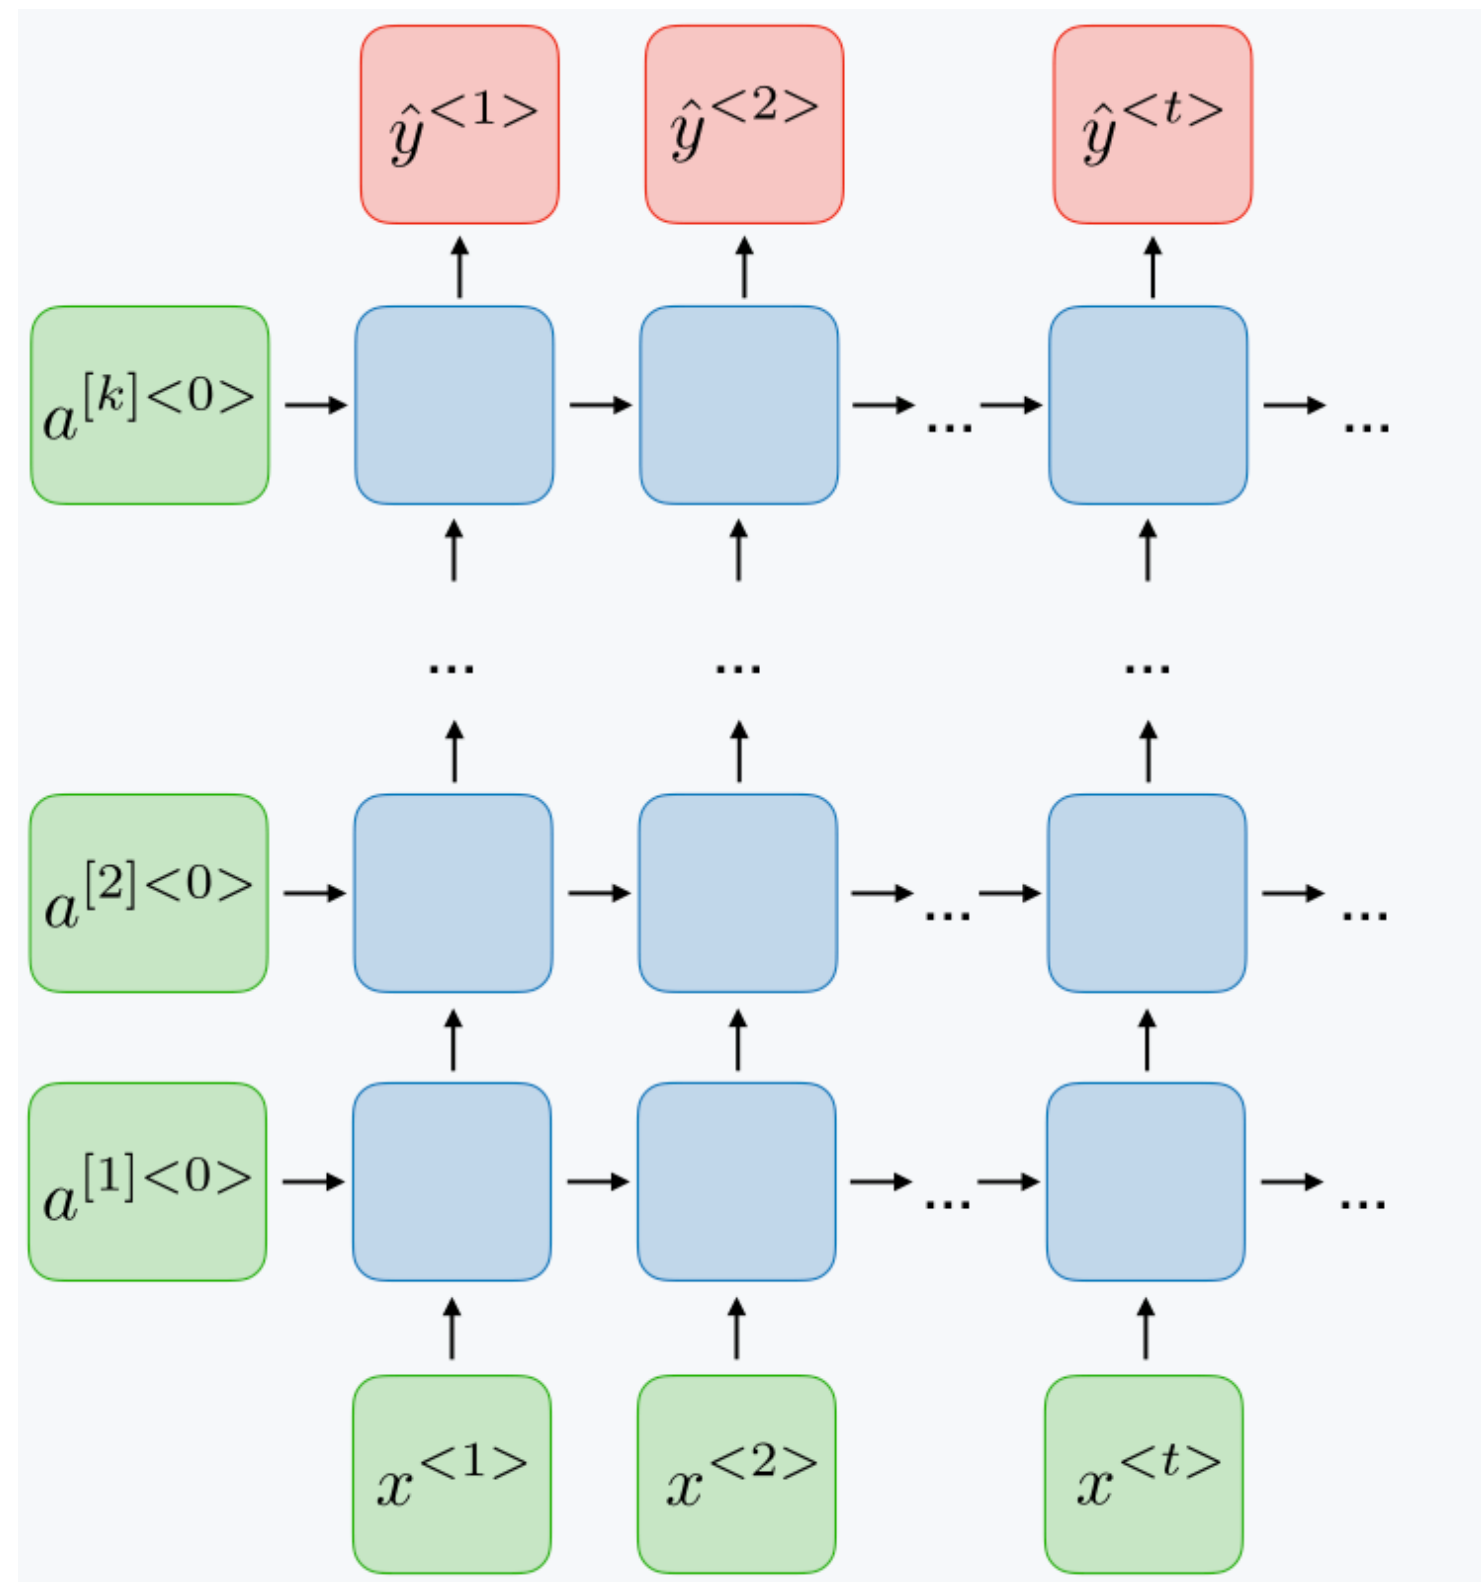 ŷ<1> ŷ<2> ŷ<t>
a[k]<0> ... ...
... ... ...
a[2]<0> ... ...
a[1]<0> ... ...
x<1> x<2> x<t>